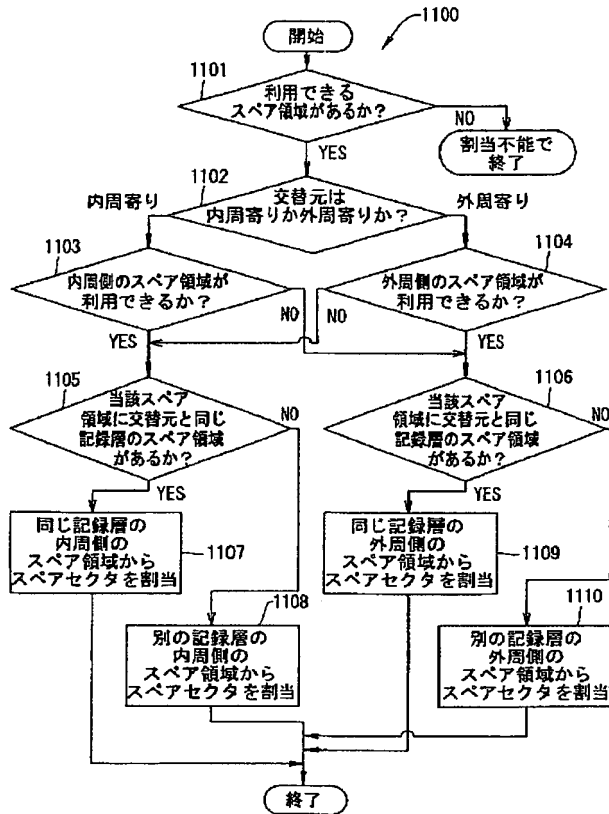 1100
開始
1101
利用できる
スペア領域があるか?
NO
割当不能で
終了
YES
1102
交替元は
内周寄りか外周寄りか?
内周寄り
外周寄り
1103
内周側のスペア領域が
利用できるか?
NO
YES
1104
外周側のスペア領域が
利用できるか?
NO
YES
1105
当該スペア
領域に交替元と同じ
記録層のスペア領域
があるか?
NO
YES
1106
当該スペア
領域に交替元と同じ
記録層のスペア領域
があるか?
NO
YES
同じ記録層の
内周側の
スペア領域から
スペアセクタを割当
1107
同じ記録層の
外周側の
スペア領域から
スペアセクタを割当
1109
1108
別の記録層の
内周側の
スペア領域から
スペアセクタを割当
1110
別の記録層の
外周側の
スペア領域から
スペアセクタを割当
終了